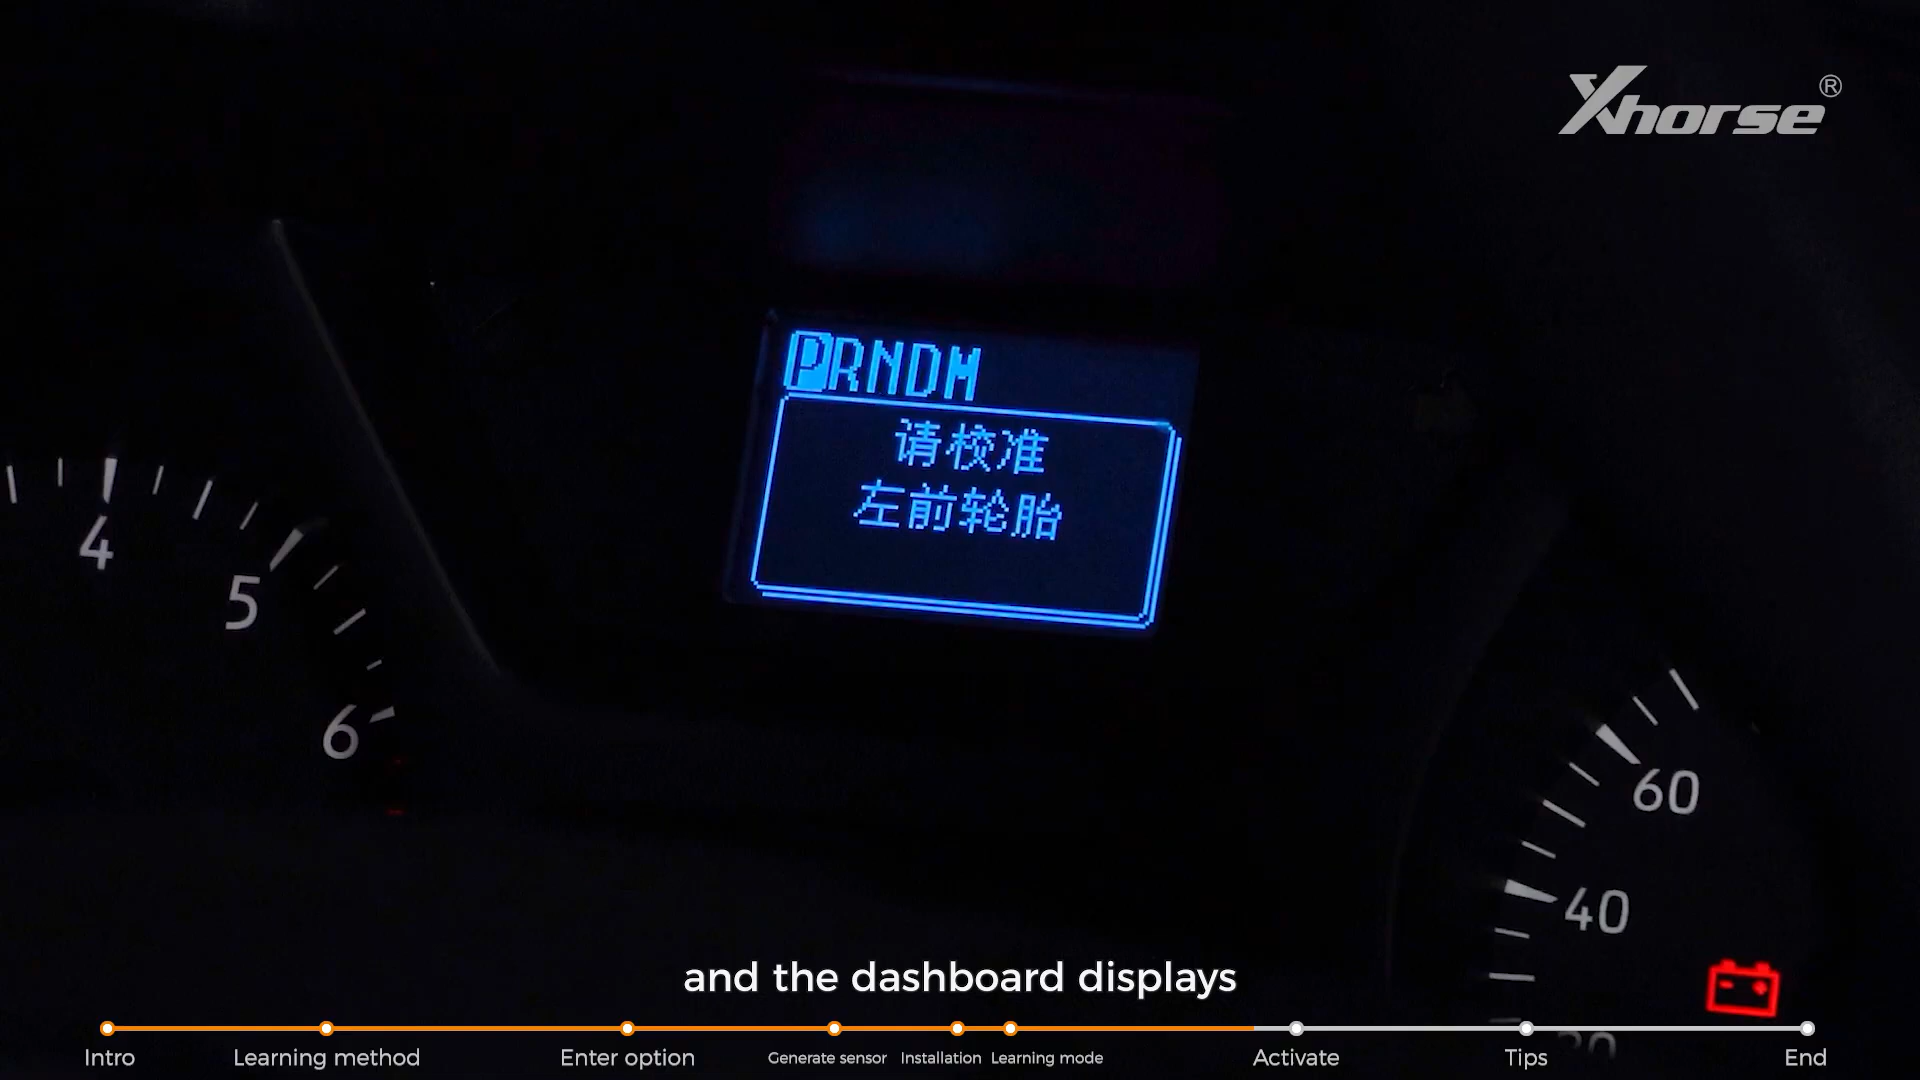 Xhorse®
PRNDM
请校准
左前轮胎
4
5
6
60
40
and the dashboard displays
Intro
Learning method
Enter option
Generate sensor
Installation
Learning mode
Activate
Tips
End